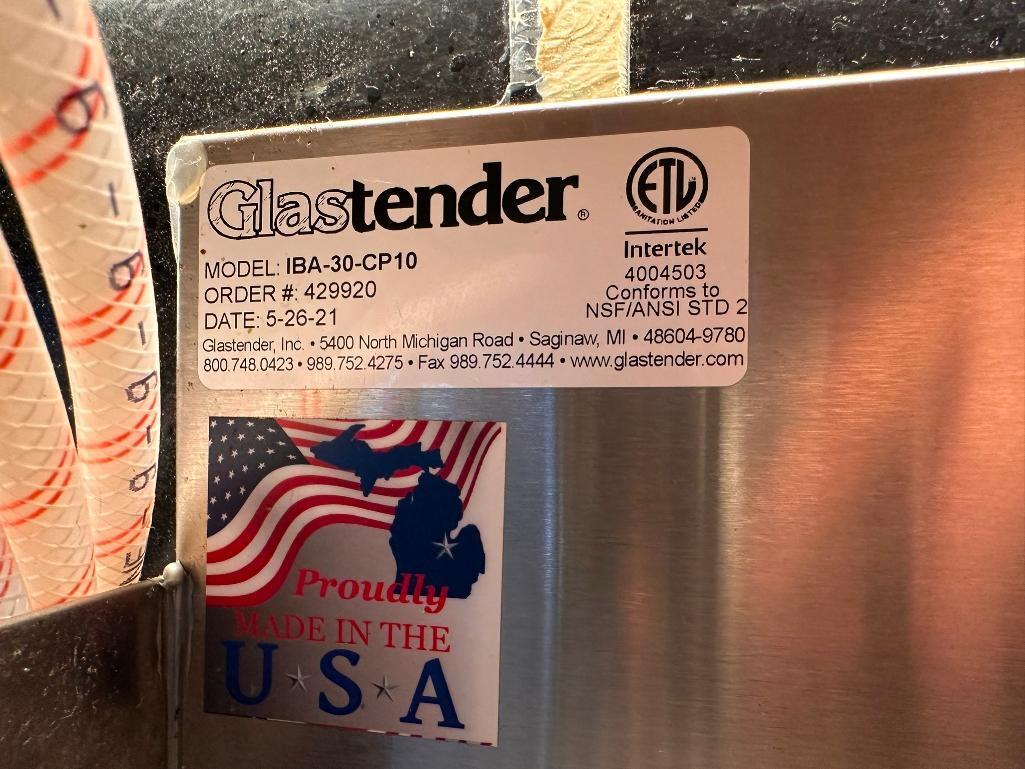 Glastender®
ETL
SANITATION LISTED
Intertek
4004503
Conforms to
NSF/ANSI STD 2
MODEL: IBA-30-CP10
ORDER #: 429920
DATE: 5-26-21
Glastender, Inc. • 5400 North Michigan Road • Saginaw, MI • 48604-9780
800.748.0423 • 989.752.4275 • Fax 989.752.4444 • www.glastender.com
Proudly
MADE IN THE
U S A